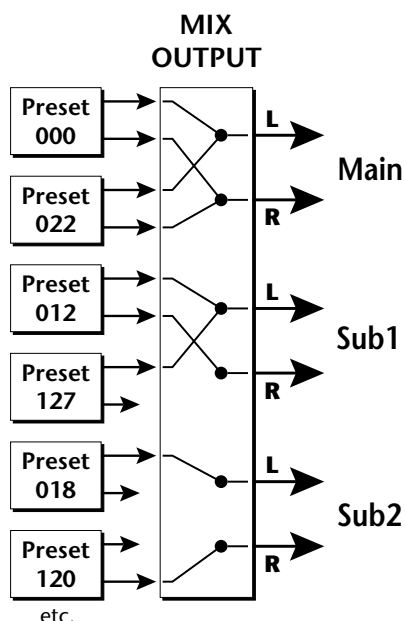 MIX
OUTPUT
Preset
000
L
Main
R
Preset
022
Preset
012
L
Sub1
R
Preset
127
Preset
018
L
Sub2
R
Preset
120
etc.